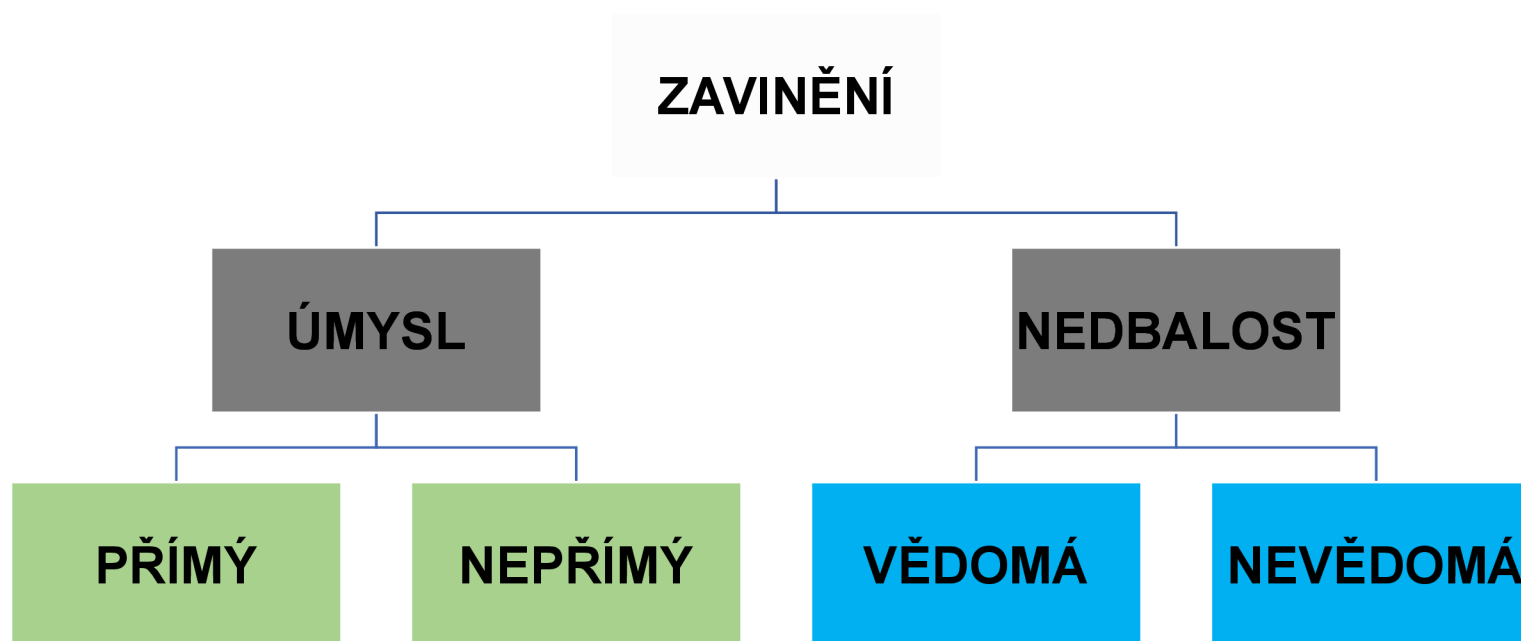 ZAVINĚNÍ
ÚMYSL
NEDBALOST
PŘÍMÝ
NEPŘÍMÝ
VĚDOMÁ
NEVĚDOMÁ